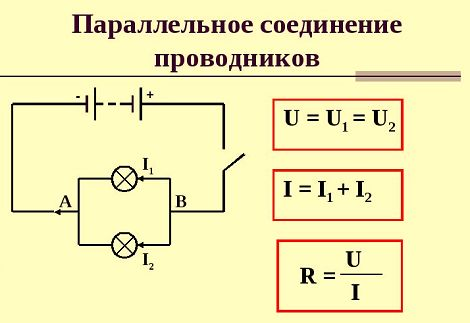 Параллельное соединение
проводников
- +
I₁
A B
I₂
U = U₁ = U₂
I = I₁ + I₂
R = U / I